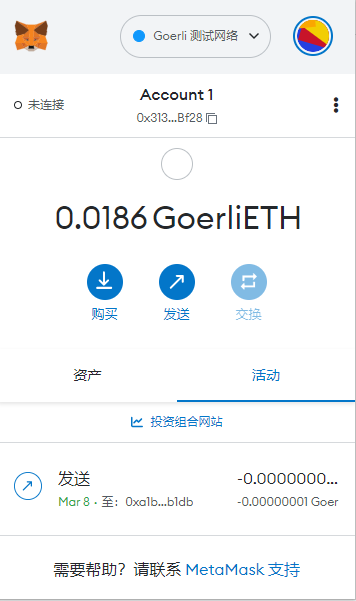 Goerli 测试网络
未连接
Account 1
0x313...Bf28
0.0186 GoerliETH
购买
发送
交换
资产
活动
投资组合网站
发送
-0.0000000...
Mar 8 · 至: 0xa1b...b1db
-0.00000001 Goer
需要帮助? 请联系 MetaMask 支持